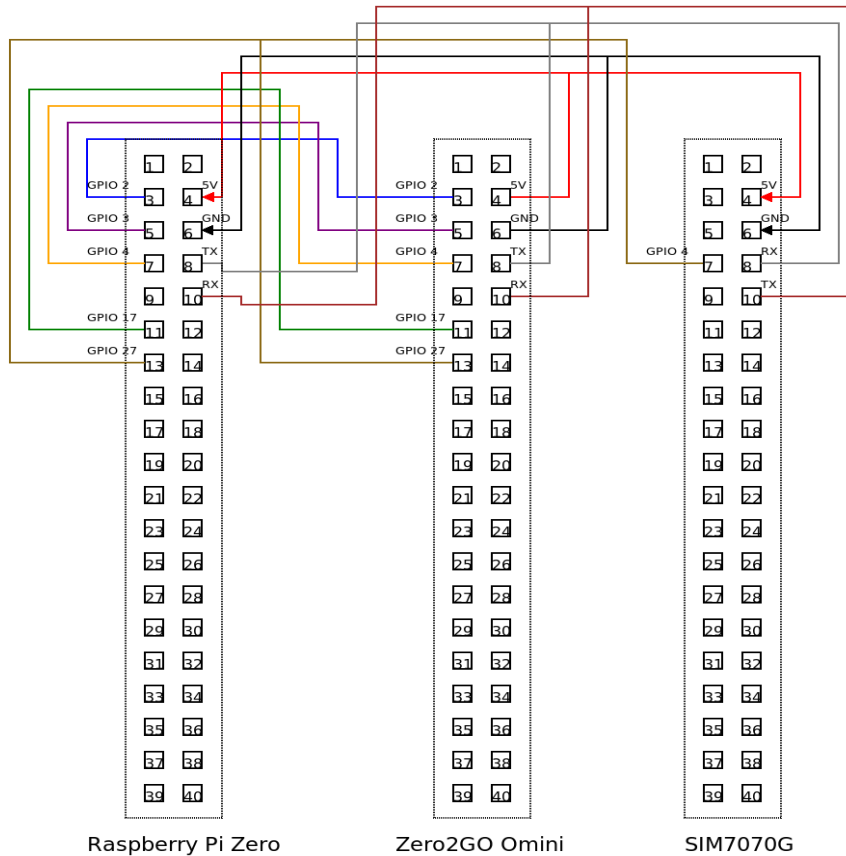 1 2 1 2 1 2
GPIO 2 5V GPIO 2 5V 5V
3 4 3 4 3 4
GPIO 3 GND GPIO 3 GND GND
5 6 5 6 5 6
GPIO 4 TX GPIO 4 TX GPIO 4 RX
7 8 7 8 7 8
RX RX TX
9 10 9 10 9 10
GPIO 17 GPIO 17
11 12 11 12 11 12
GPIO 27 GPIO 27
13 14 13 14 13 14
15 16 15 16 15 16
17 18 17 18 17 18
19 20 19 20 19 20
21 22 21 22 21 22
23 24 23 24 23 24
25 26 25 26 25 26
27 28 27 28 27 28
29 30 29 30 29 30
31 32 31 32 31 32
33 34 33 34 33 34
35 36 35 36 35 36
37 38 37 38 37 38
39 40 39 40 39 40
Raspberry Pi Zero Zero2GO Omini SIM7070G